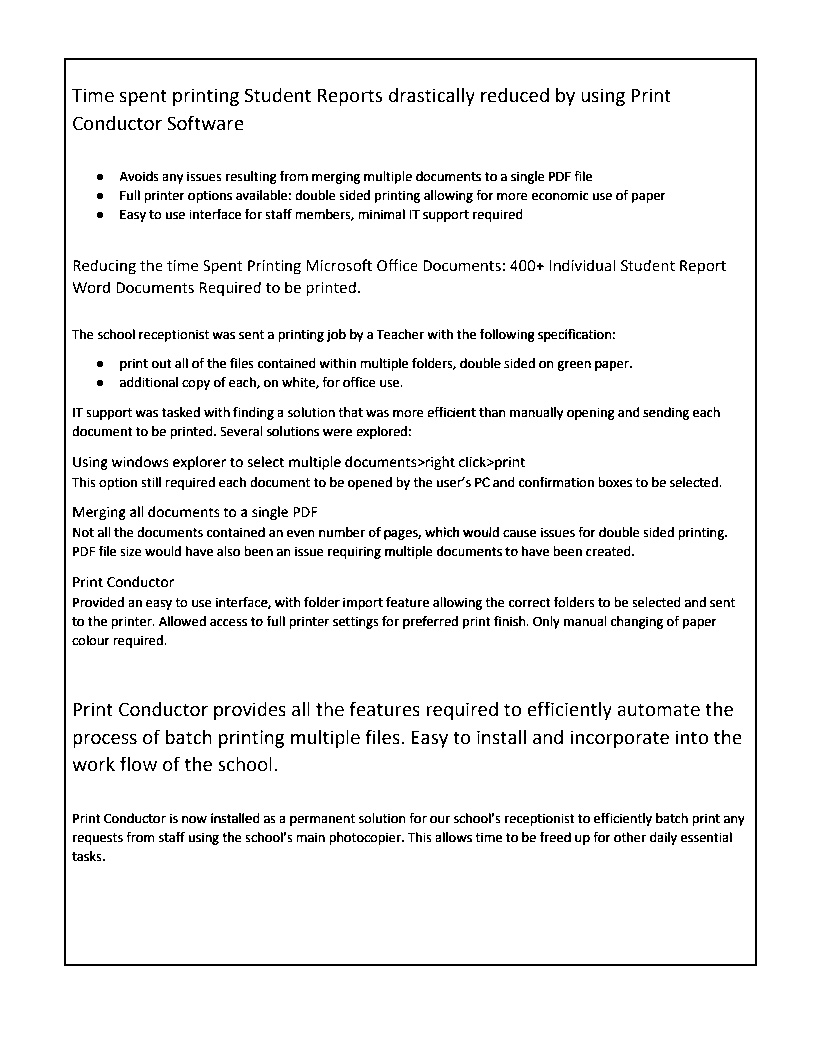 Time spent printing Student Reports drastically reduced by using Print
Conductor Software
● Avoids any issues resulting from merging multiple documents to a single PDF file
● Full printer options available: double sided printing allowing for more economic use of paper
● Easy to use interface for staff members, minimal IT support required
Reducing the time Spent Printing Microsoft Office Documents: 400+ Individual Student Report
Word Documents Required to be printed.
The school receptionist was sent a printing job by a Teacher with the following specification:
● print out all of the files contained within multiple folders, double sided on green paper.
● additional copy of each, on white, for office use.
IT support was tasked with finding a solution that was more efficient than manually opening and sending each
document to be printed. Several solutions were explored:
Using windows explorer to select multiple documents>right click>print
This option still required each document to be opened by the user's PC and confirmation boxes to be selected.
Merging all documents to a single PDF
Not all the documents contained an even number of pages, which would cause issues for double sided printing.
PDF file size would have also been an issue requiring multiple documents to have been created.
Print Conductor
Provided an easy to use interface, with folder import feature allowing the correct folders to be selected and sent
to the printer. Allowed access to full printer settings for preferred print finish. Only manual changing of paper
colour required.
Print Conductor provides all the features required to efficiently automate the
process of batch printing multiple files. Easy to install and incorporate into the
work flow of the school.
Print Conductor is now installed as a permanent solution for our school's receptionist to efficiently batch print any
requests from staff using the school's main photocopier. This allows time to be freed up for other daily essential
tasks.